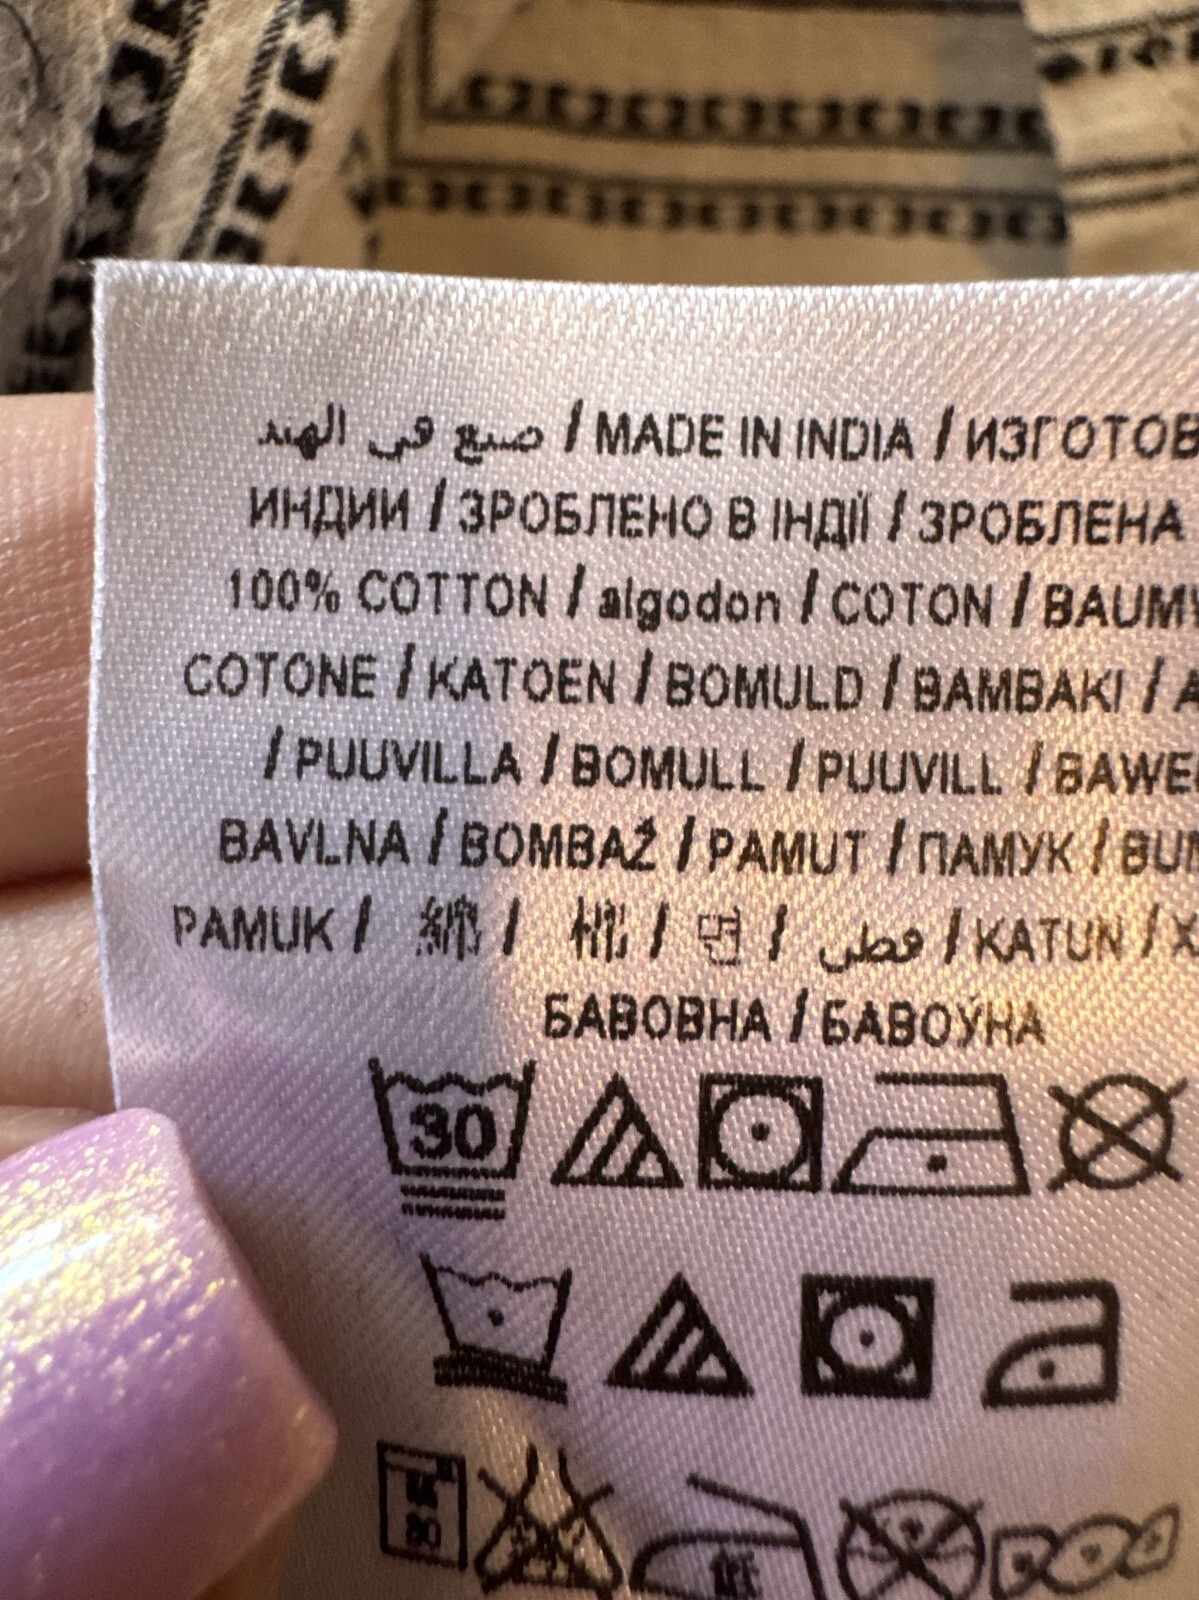 صنع في الهند / MADE IN INDIA / ИЗГОТОВ
ИНДИИ / ЗРОБЛЕНО В ІНДІЇ / ЗРОБЛЕНА
100% COTTON / algodon / COTON / BAUMW
COTONE / KATOEN / BOMULD / BAMBAKI / A
/ PUUVILLA / BOMULL / PUUVILL / BAWE
BAVLNA / BOMBAŽ / PAMUT / ПАМУК / BUM
PAMUK / 綿 / 棉 / 면 / قطن / KATUN / X
БАВОВНА / БАВОЎНА
30